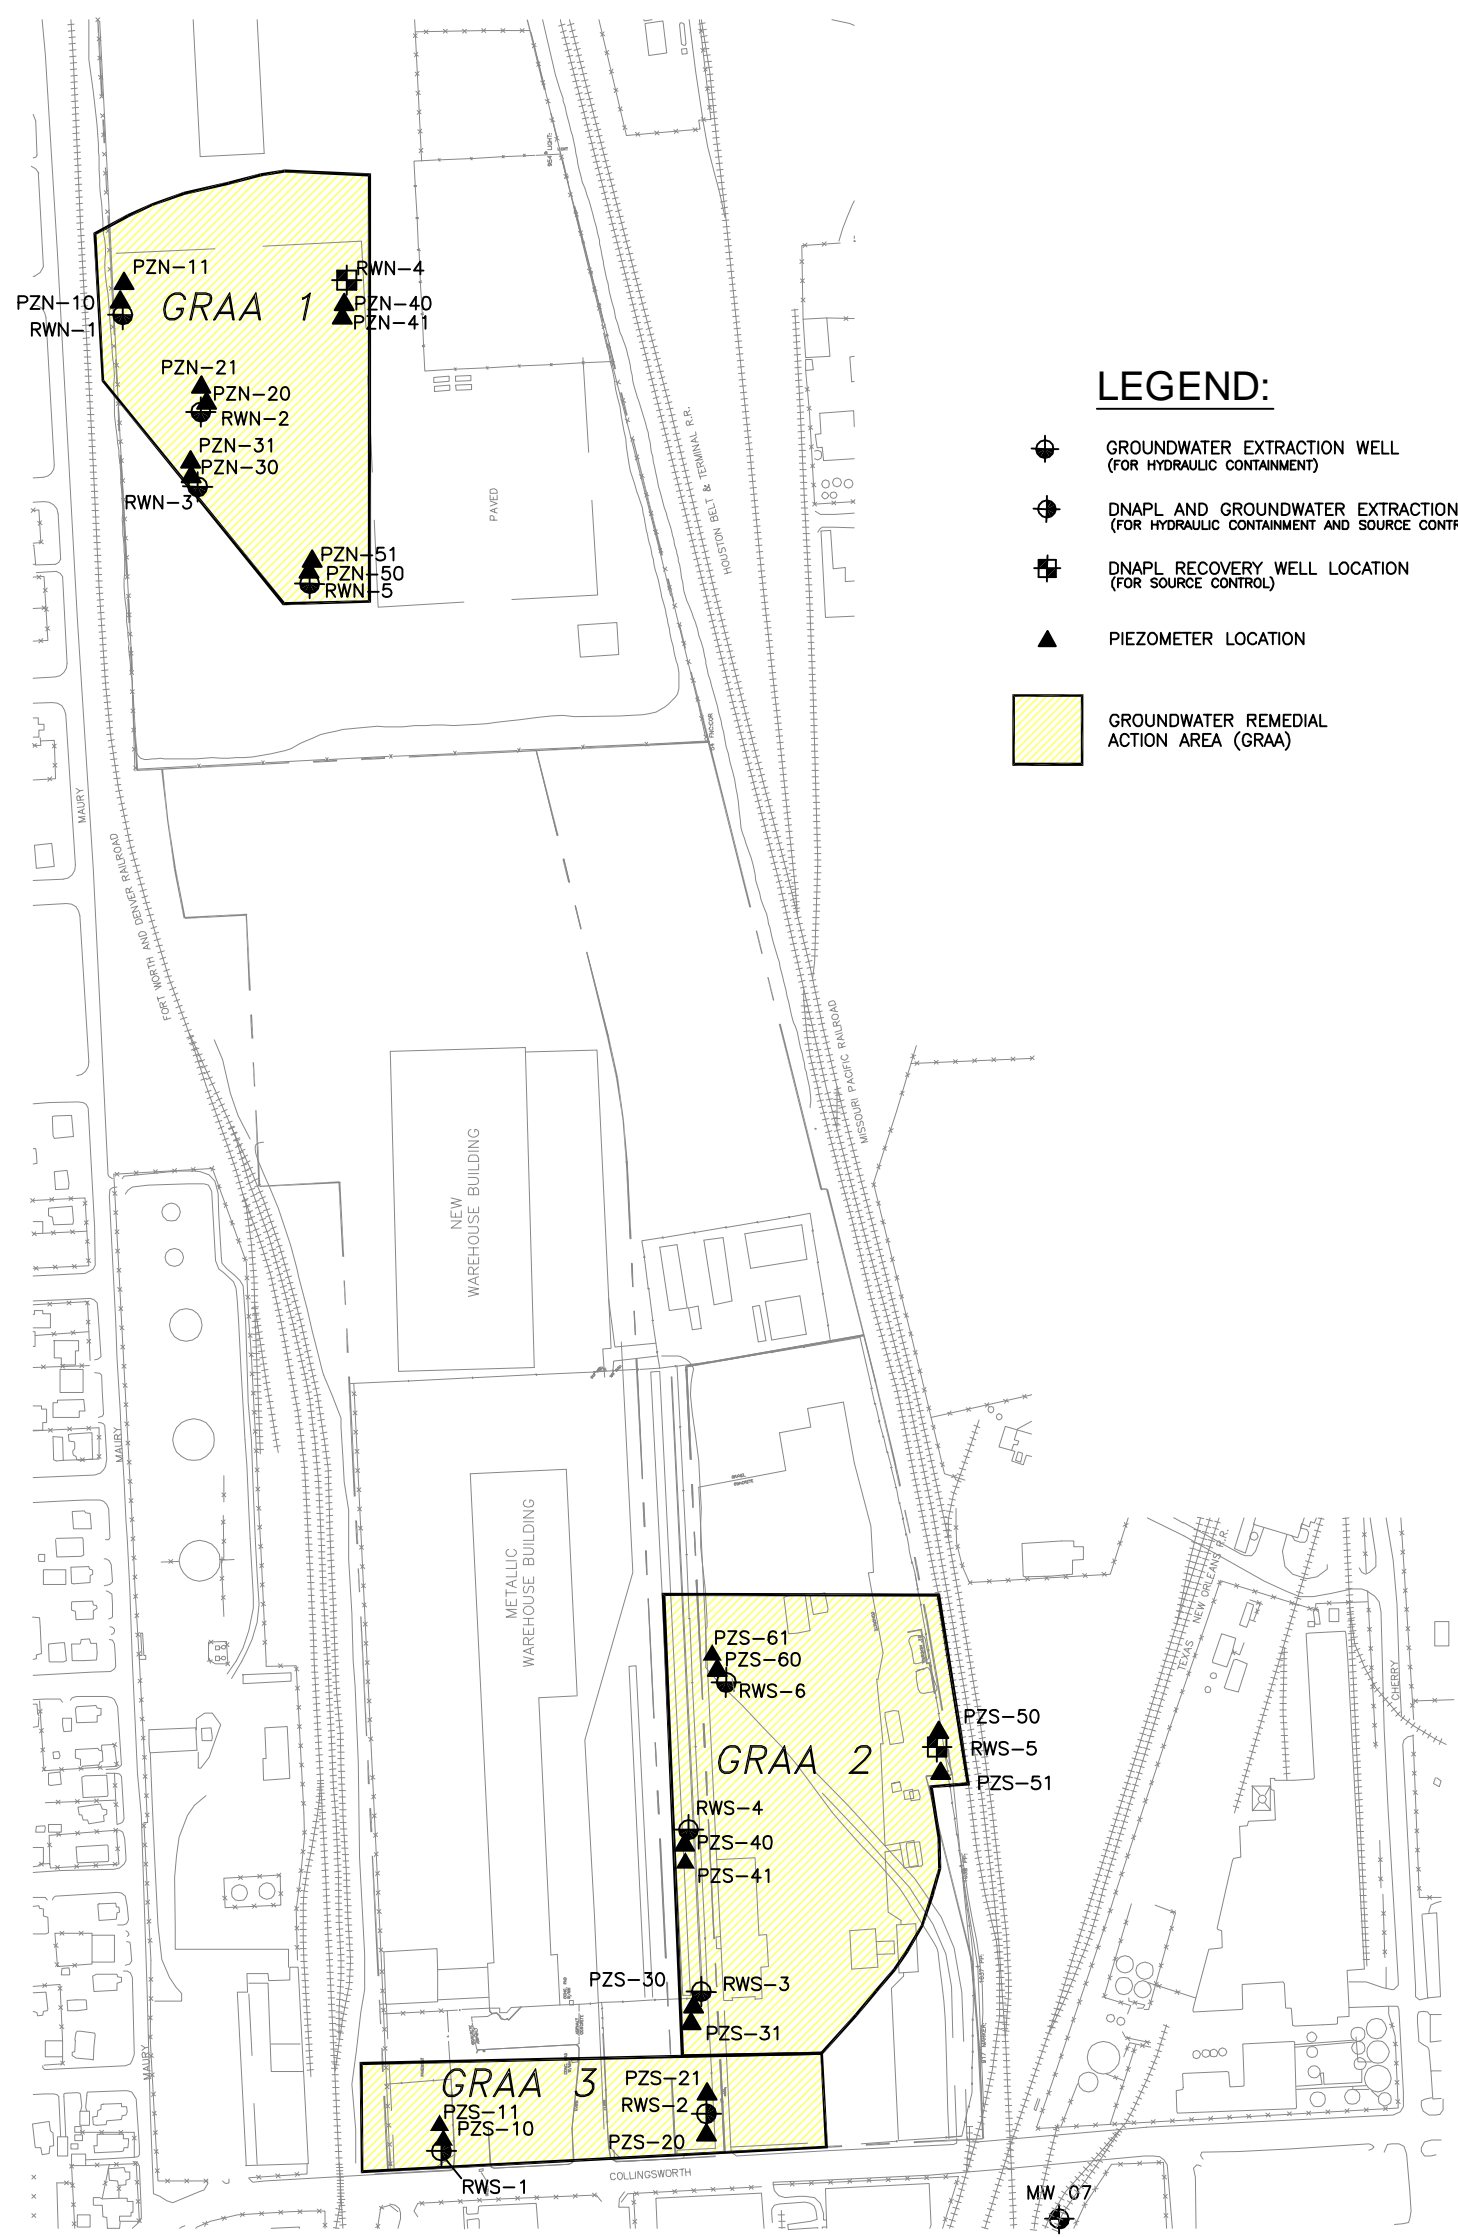 PZN-11
RWN-4
PZN-10
GRAA 1
PZN-40
RWN-1
PZN-41
PZN-21
PZN-20
RWN-2
PZN-31
PZN-30
RWN-3
PZN-51
PZN-50
RWN-5
PAVED
HOUSTON BELT & TERMINAL R.R.
LEGEND:
GROUNDWATER EXTRACTION WELL
(FOR HYDRAULIC CONTAINMENT)
DNAPL AND GROUNDWATER EXTRACTION
(FOR HYDRAULIC CONTAINMENT AND SOURCE CONTR
DNAPL RECOVERY WELL LOCATION
(FOR SOURCE CONTROL)
PIEZOMETER LOCATION
GROUNDWATER REMEDIAL
ACTION AREA (GRAA)
MAURY
FORT WORTH AND DENVER RAILROAD
MISSOURI PACIFIC RAILROAD
NEW
WAREHOUSE BUILDING
MAURY
METALLIC
WAREHOUSE BUILDING
TEXAS NEW ORLEANS R.R.
CHERRY
PZS-61
PZS-60
RWS-6
PZS-50
GRAA 2
RWS-5
PZS-51
RWS-4
PZS-40
PZS-41
PZS-30
RWS-3
PZS-31
MAURY
GRAA 3
PZS-21
RWS-2
PZS-11
PZS-10
PZS-20
COLLINGSWORTH
RWS-1
MW 07